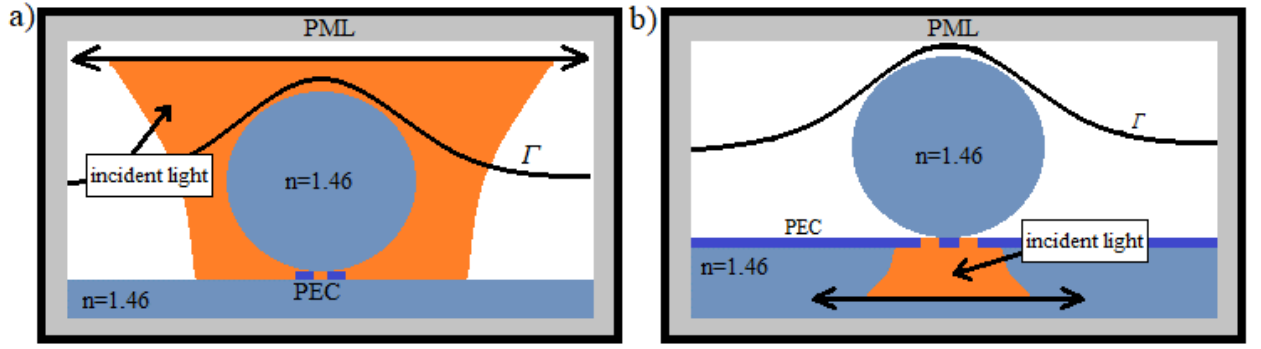 a)
PML
Γ
incident light
n=1.46
PEC
n=1.46
b)
PML
Γ
n=1.46
PEC
incident light
n=1.46